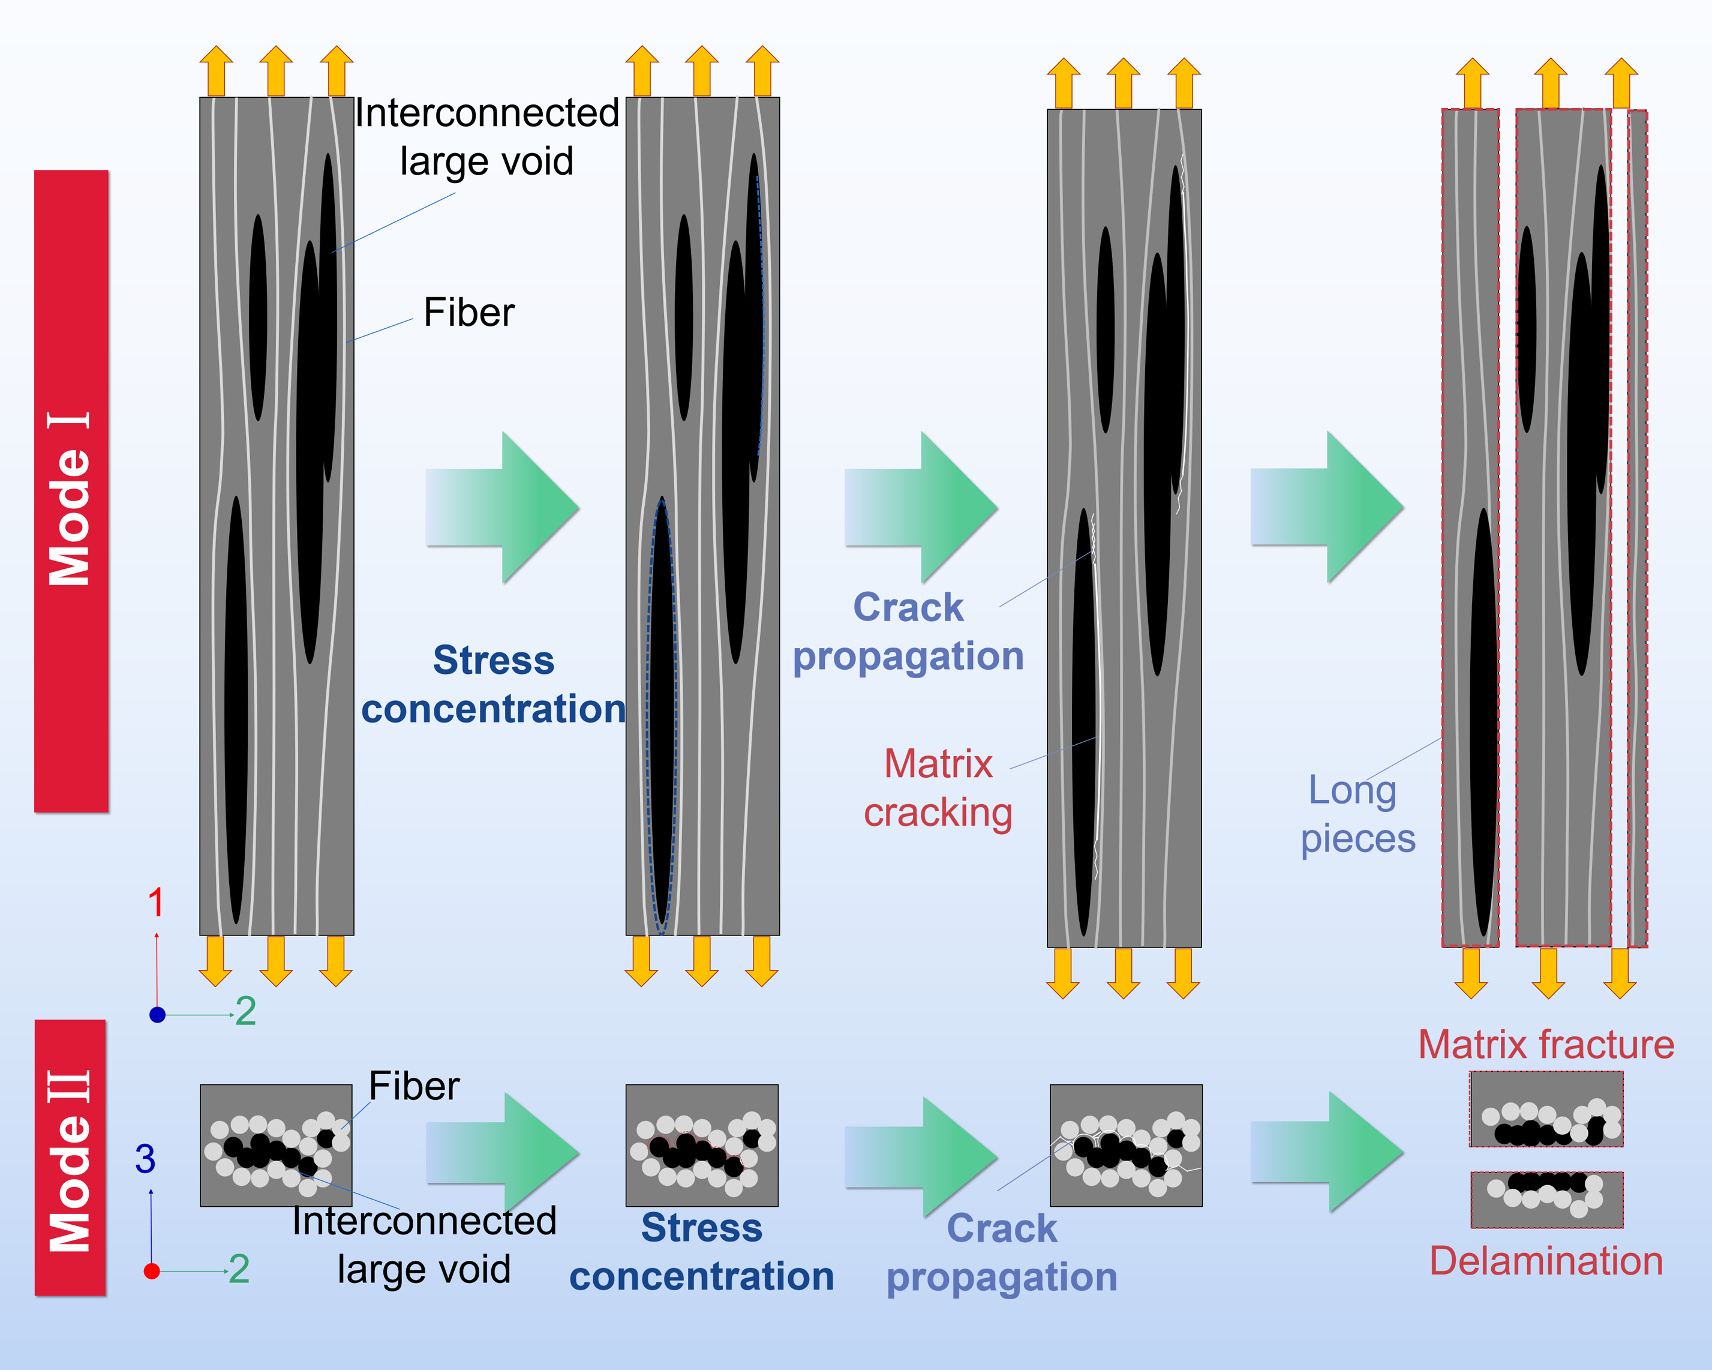 Mode Ⅰ
Interconnected
large void
Fiber
Stress
concentration
Crack
propagation
Matrix
cracking
Long
pieces
1
2
Mode Ⅱ
3
2
Fiber
Interconnected
large void
Stress
concentration
Crack
propagation
Matrix fracture
Delamination